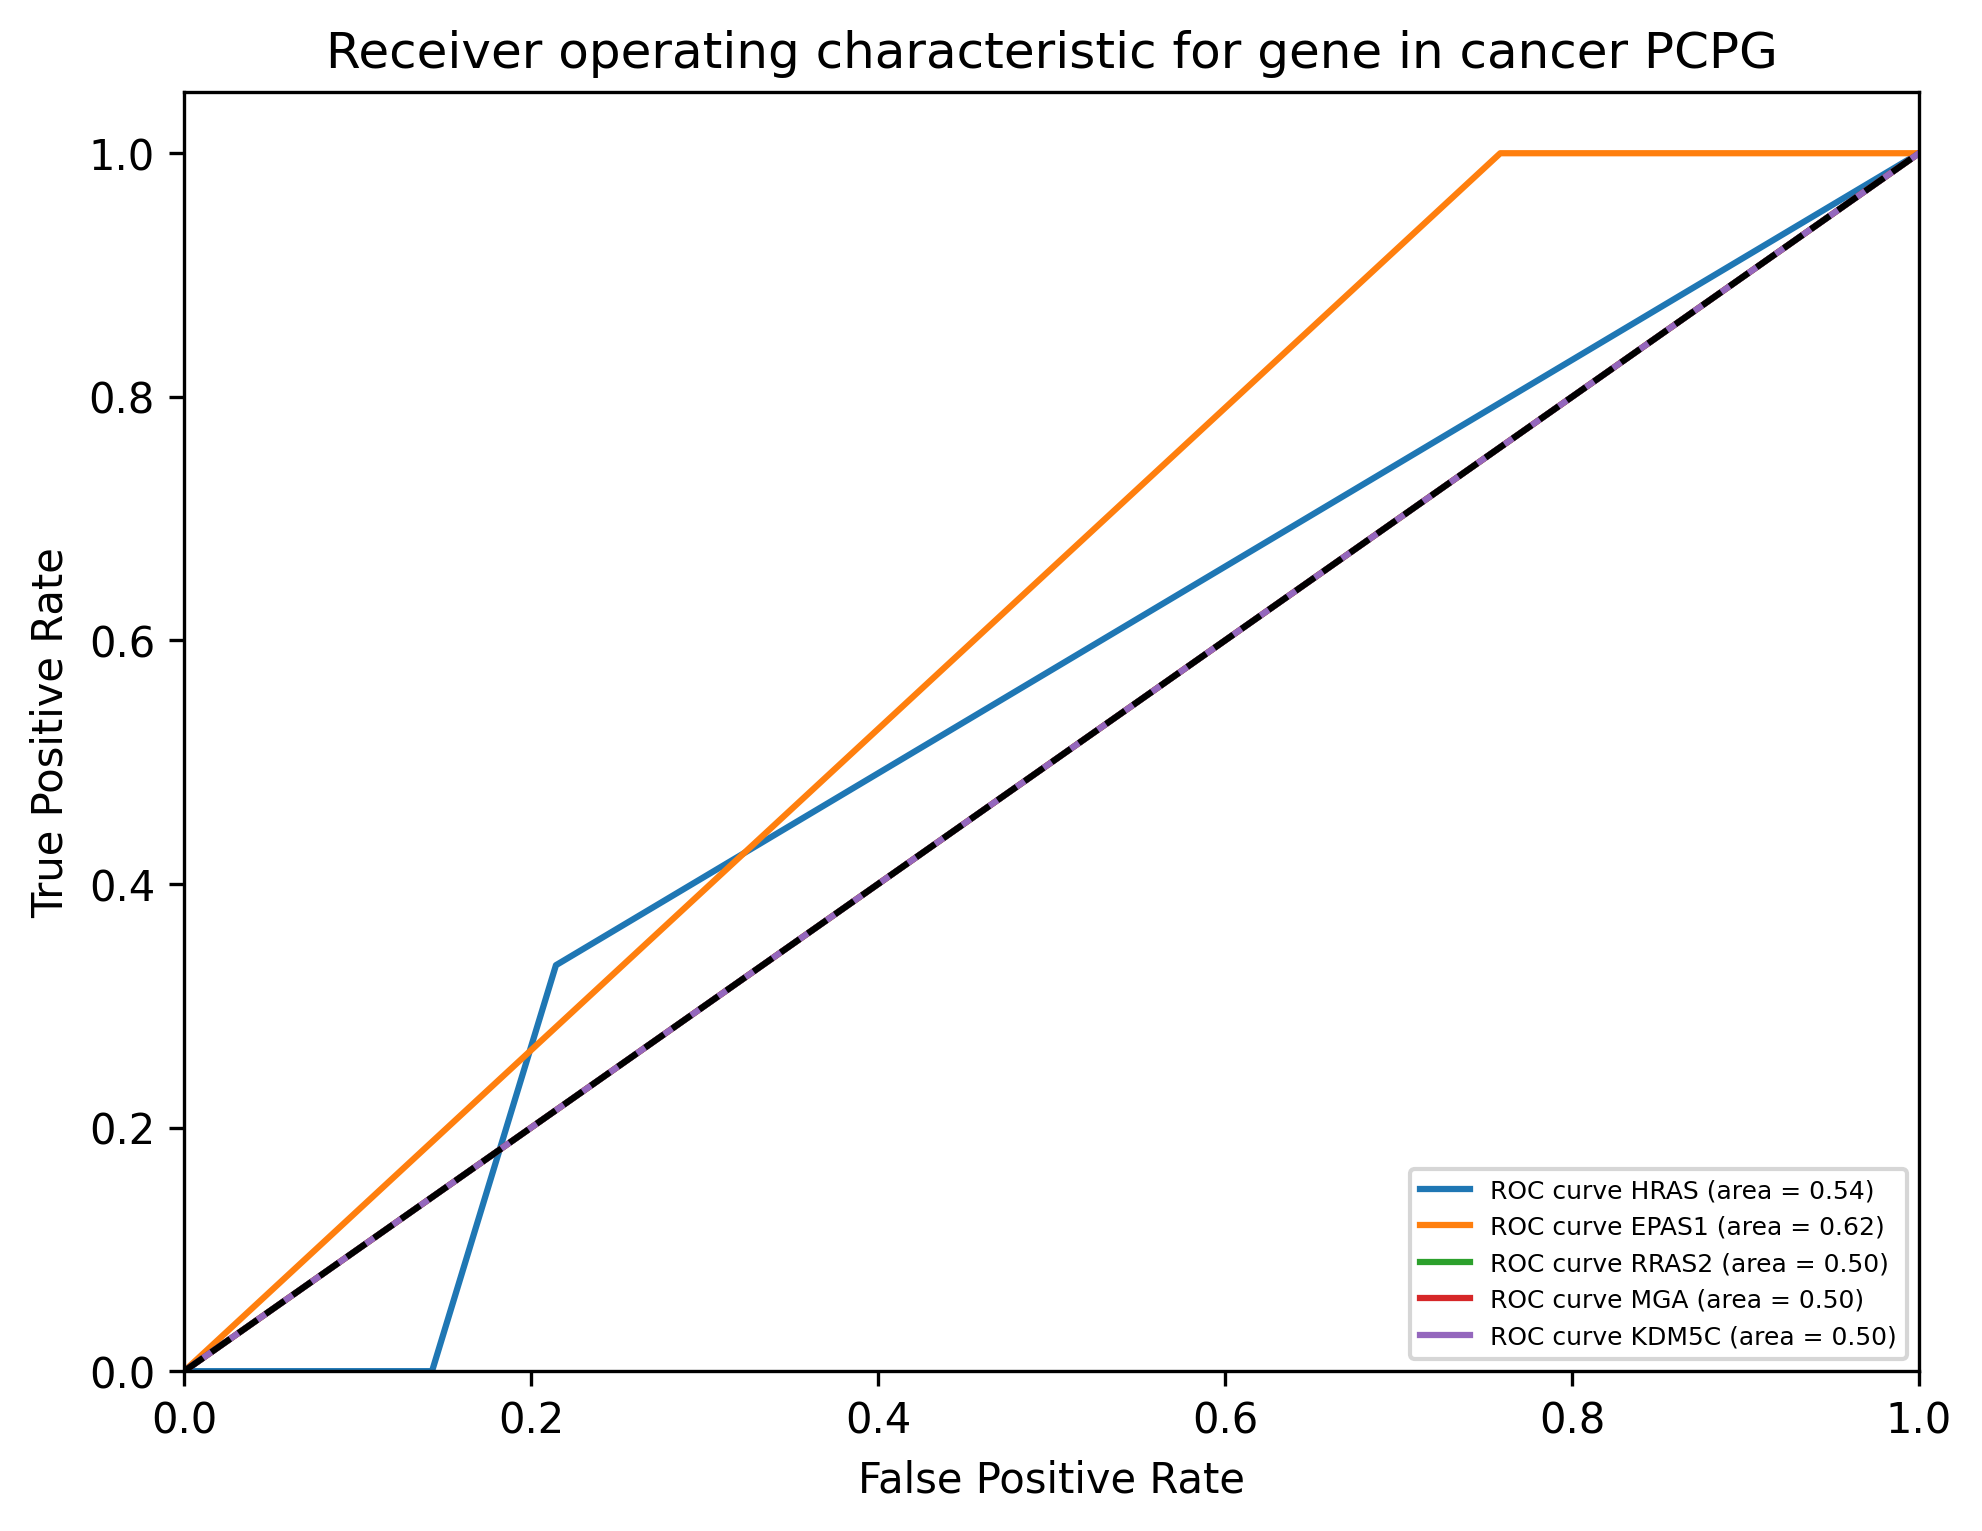 Receiver operating characteristic for gene in cancer PCPG
True Positive Rate
1.0
0.8
0.6
0.4
0.2
0.0
ROC curve HRAS (area = 0.54)
ROC curve EPAS1 (area = 0.62)
ROC curve RRAS2 (area = 0.50)
ROC curve MGA (area = 0.50)
ROC curve KDM5C (area = 0.50)
0.0 0.2 0.4 0.6 0.8 1.0
False Positive Rate